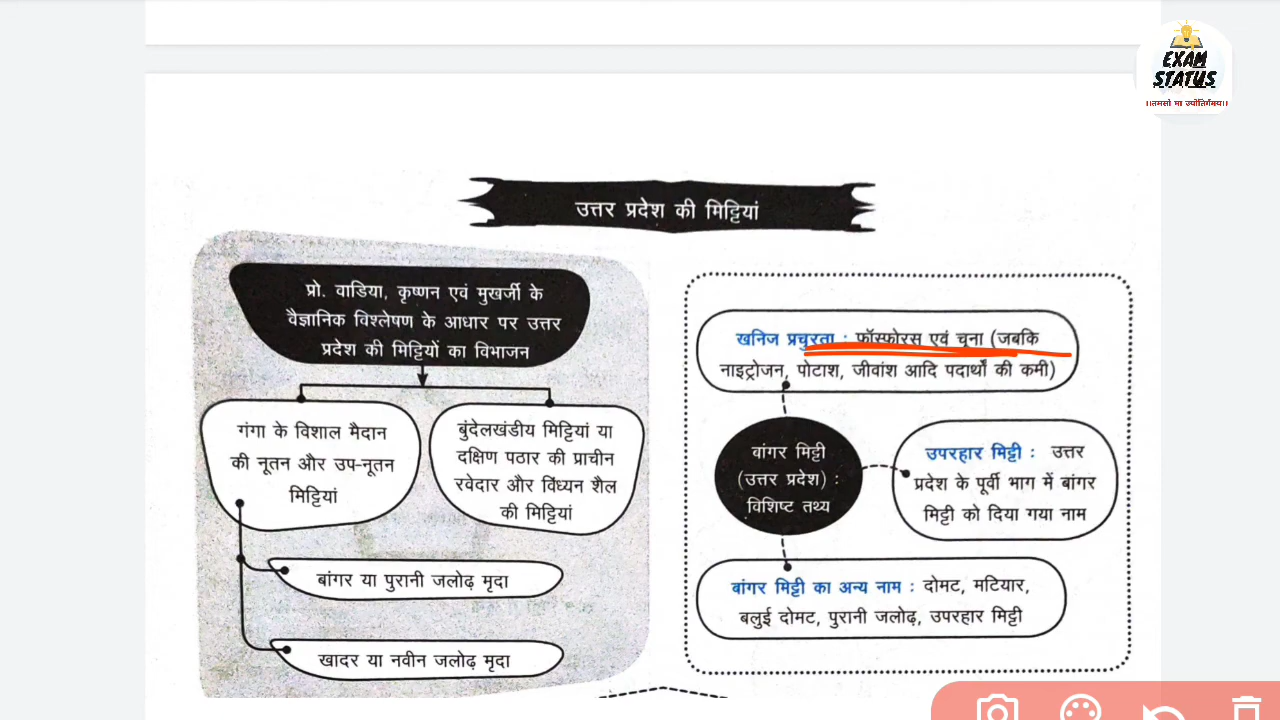 EXAM
STATUS
।।तमसो मा ज्योतिर्गमय।।
उत्तर प्रदेश की मिट्टियां
प्रो. वाडिया, कृष्णन एवं मुखर्जी के
वैज्ञानिक विश्लेषण के आधार पर उत्तर
प्रदेश की मिट्टियों का विभाजन
गंगा के विशाल मैदान
की नूतन और उप-नूतन
मिट्टियां
बुंदेलखंडीय मिट्टियां या
दक्षिण पठार की प्राचीन
रवेदार और विंध्यन शैल
की मिट्टियां
बांगर या पुरानी जलोढ़ मृदा
खादर या नवीन जलोढ़ मृदा
खनिज प्रचुरता : फॉस्फोरस एवं चूना (जबकि
नाइट्रोजन, पोटाश, जीवांश आदि पदार्थों की कमी)
बांगर मिट्टी
(उत्तर प्रदेश) :
विशिष्ट तथ्य
उपरहार मिट्टी : उत्तर
प्रदेश के पूर्वी भाग में बांगर
मिट्टी को दिया गया नाम
बांगर मिट्टी का अन्य नाम : दोमट, मटियार,
बलुई दोमट, पुरानी जलोढ़, उपरहार मिट्टी